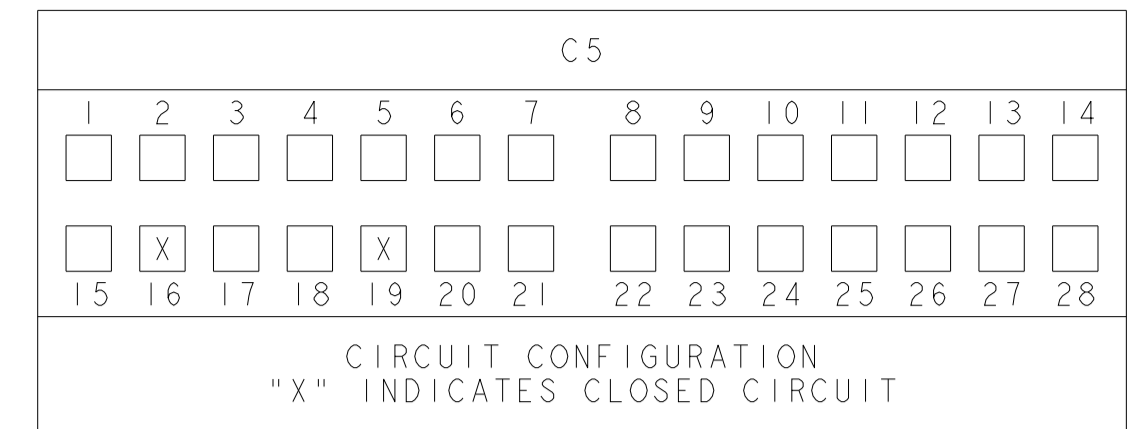 C5
1 2 3 4 5 6 7 8 9 10 11 12 13 14
X X
15 16 17 18 19 20 21 22 23 24 25 26 27 28
CIRCUIT CONFIGURATION
"X" INDICATES CLOSED CIRCUIT